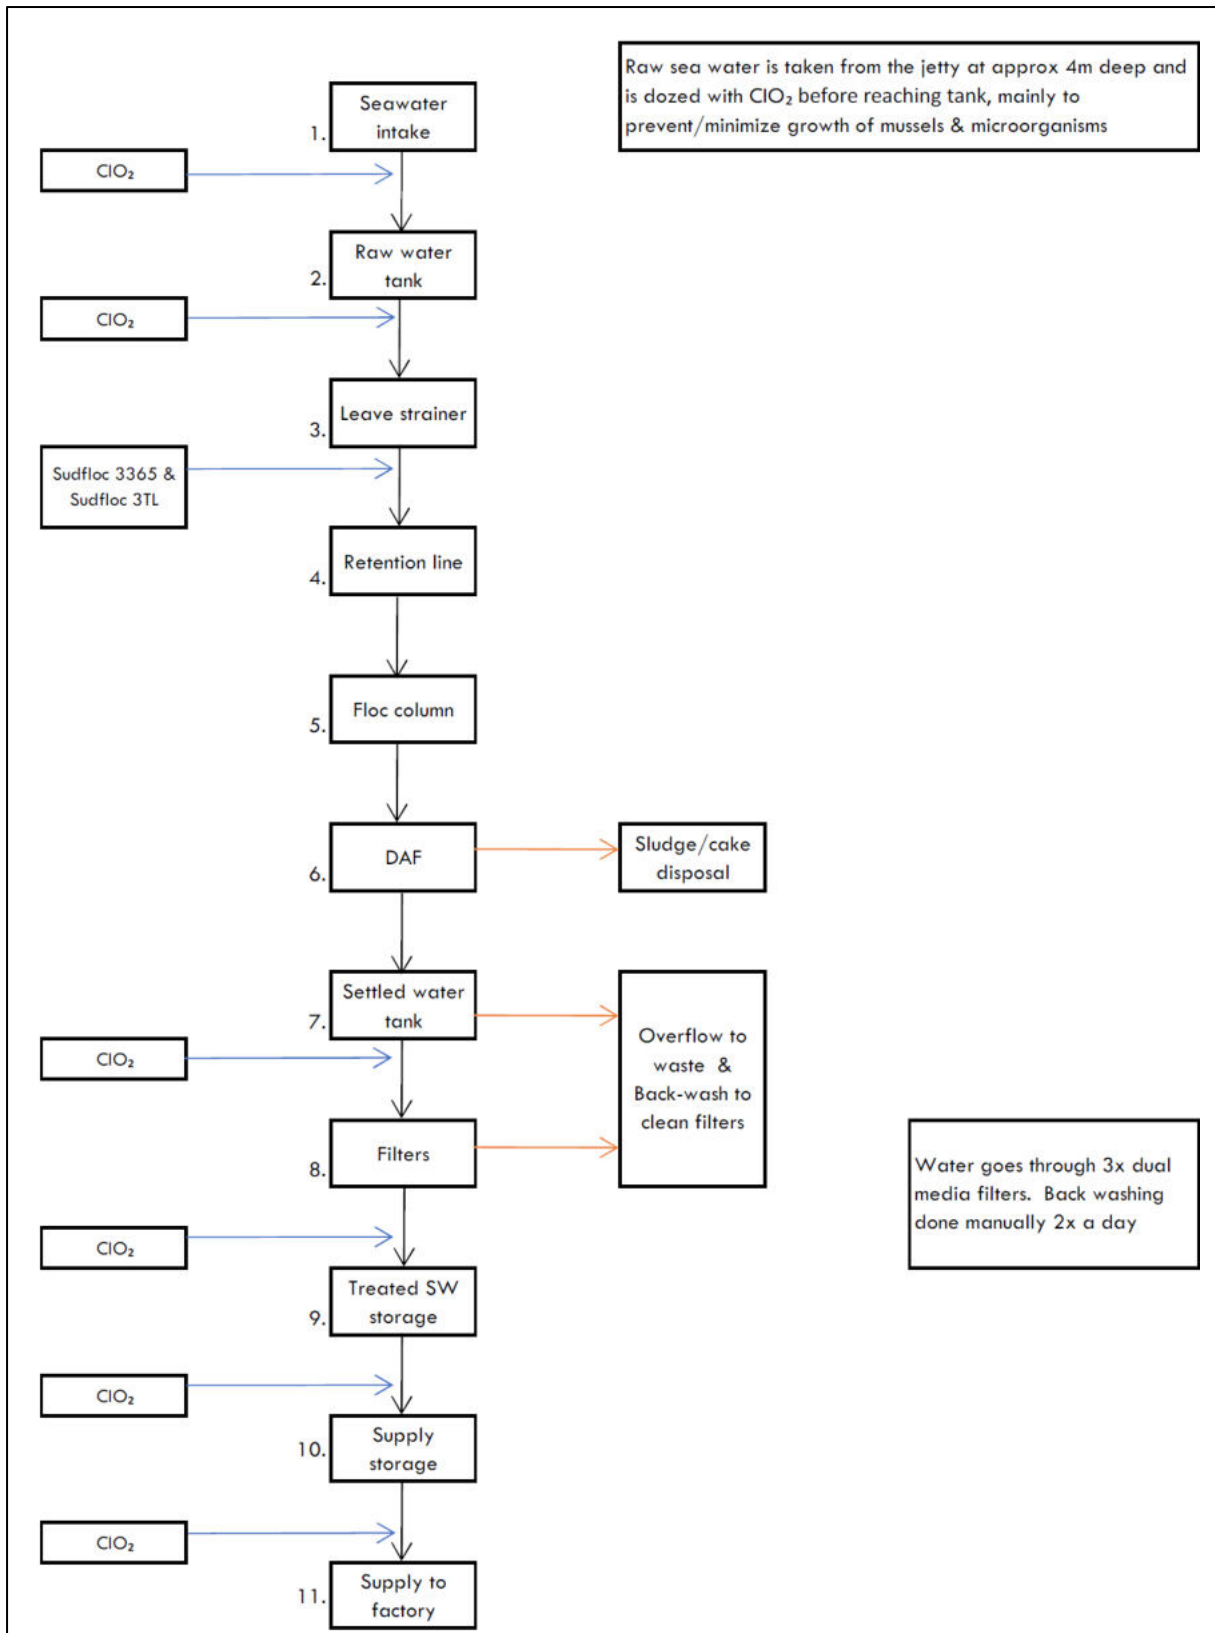 Raw sea water is taken from the jetty at approx 4m deep and
is dozed with ClO₂ before reaching tank, mainly to
prevent/minimize growth of mussels & microorganisms
1.
Seawater
intake
ClO₂
2.
Raw water
tank
ClO₂
3.
Leave strainer
Sudfloc 3365 &
Sudfloc 3TL
4.
Retention line
5.
Floc column
6.
DAF
Sludge/cake
disposal
7.
Settled water
tank
Overflow to
waste &
Back-wash to
clean filters
ClO₂
8.
Filters
Water goes through 3x dual
media filters. Back washing
done manually 2x a day
ClO₂
9.
Treated SW
storage
ClO₂
10.
Supply
storage
ClO₂
11.
Supply to
factory